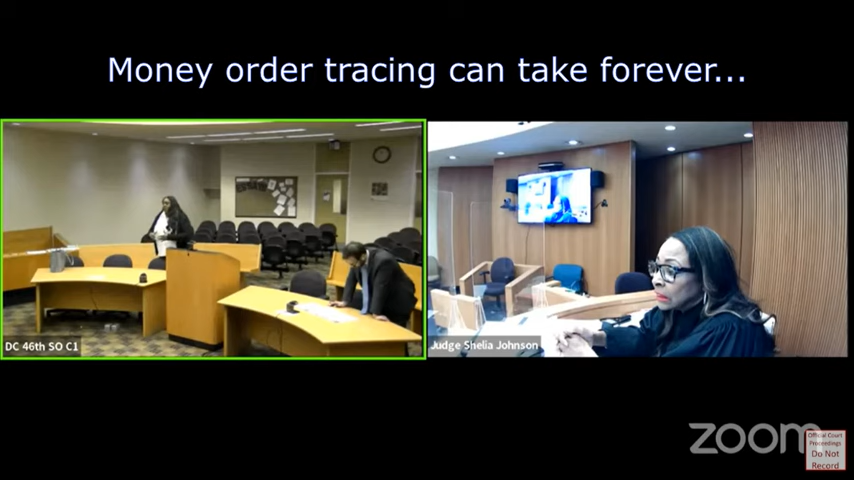 Money order tracing can take forever...
DC 46th SO C1
Judge Shelia Johnson
zoom
Official Court
Proceedings
Do Not
Record